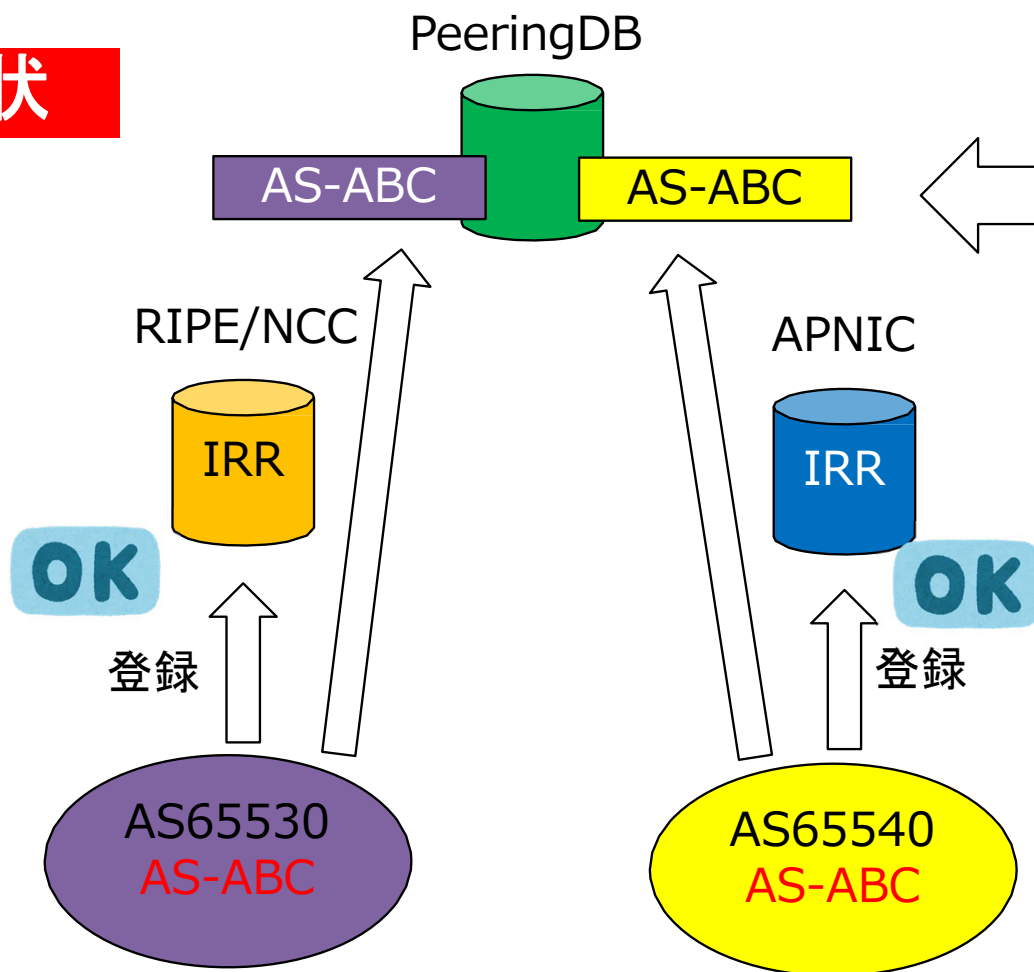 PeeringDB
状
AS-ABC
AS-ABC
RIPE/NCC
APNIC
IRR
IRR
OK
OK
登録
登録
AS65530
AS-ABC
AS65540
AS-ABC